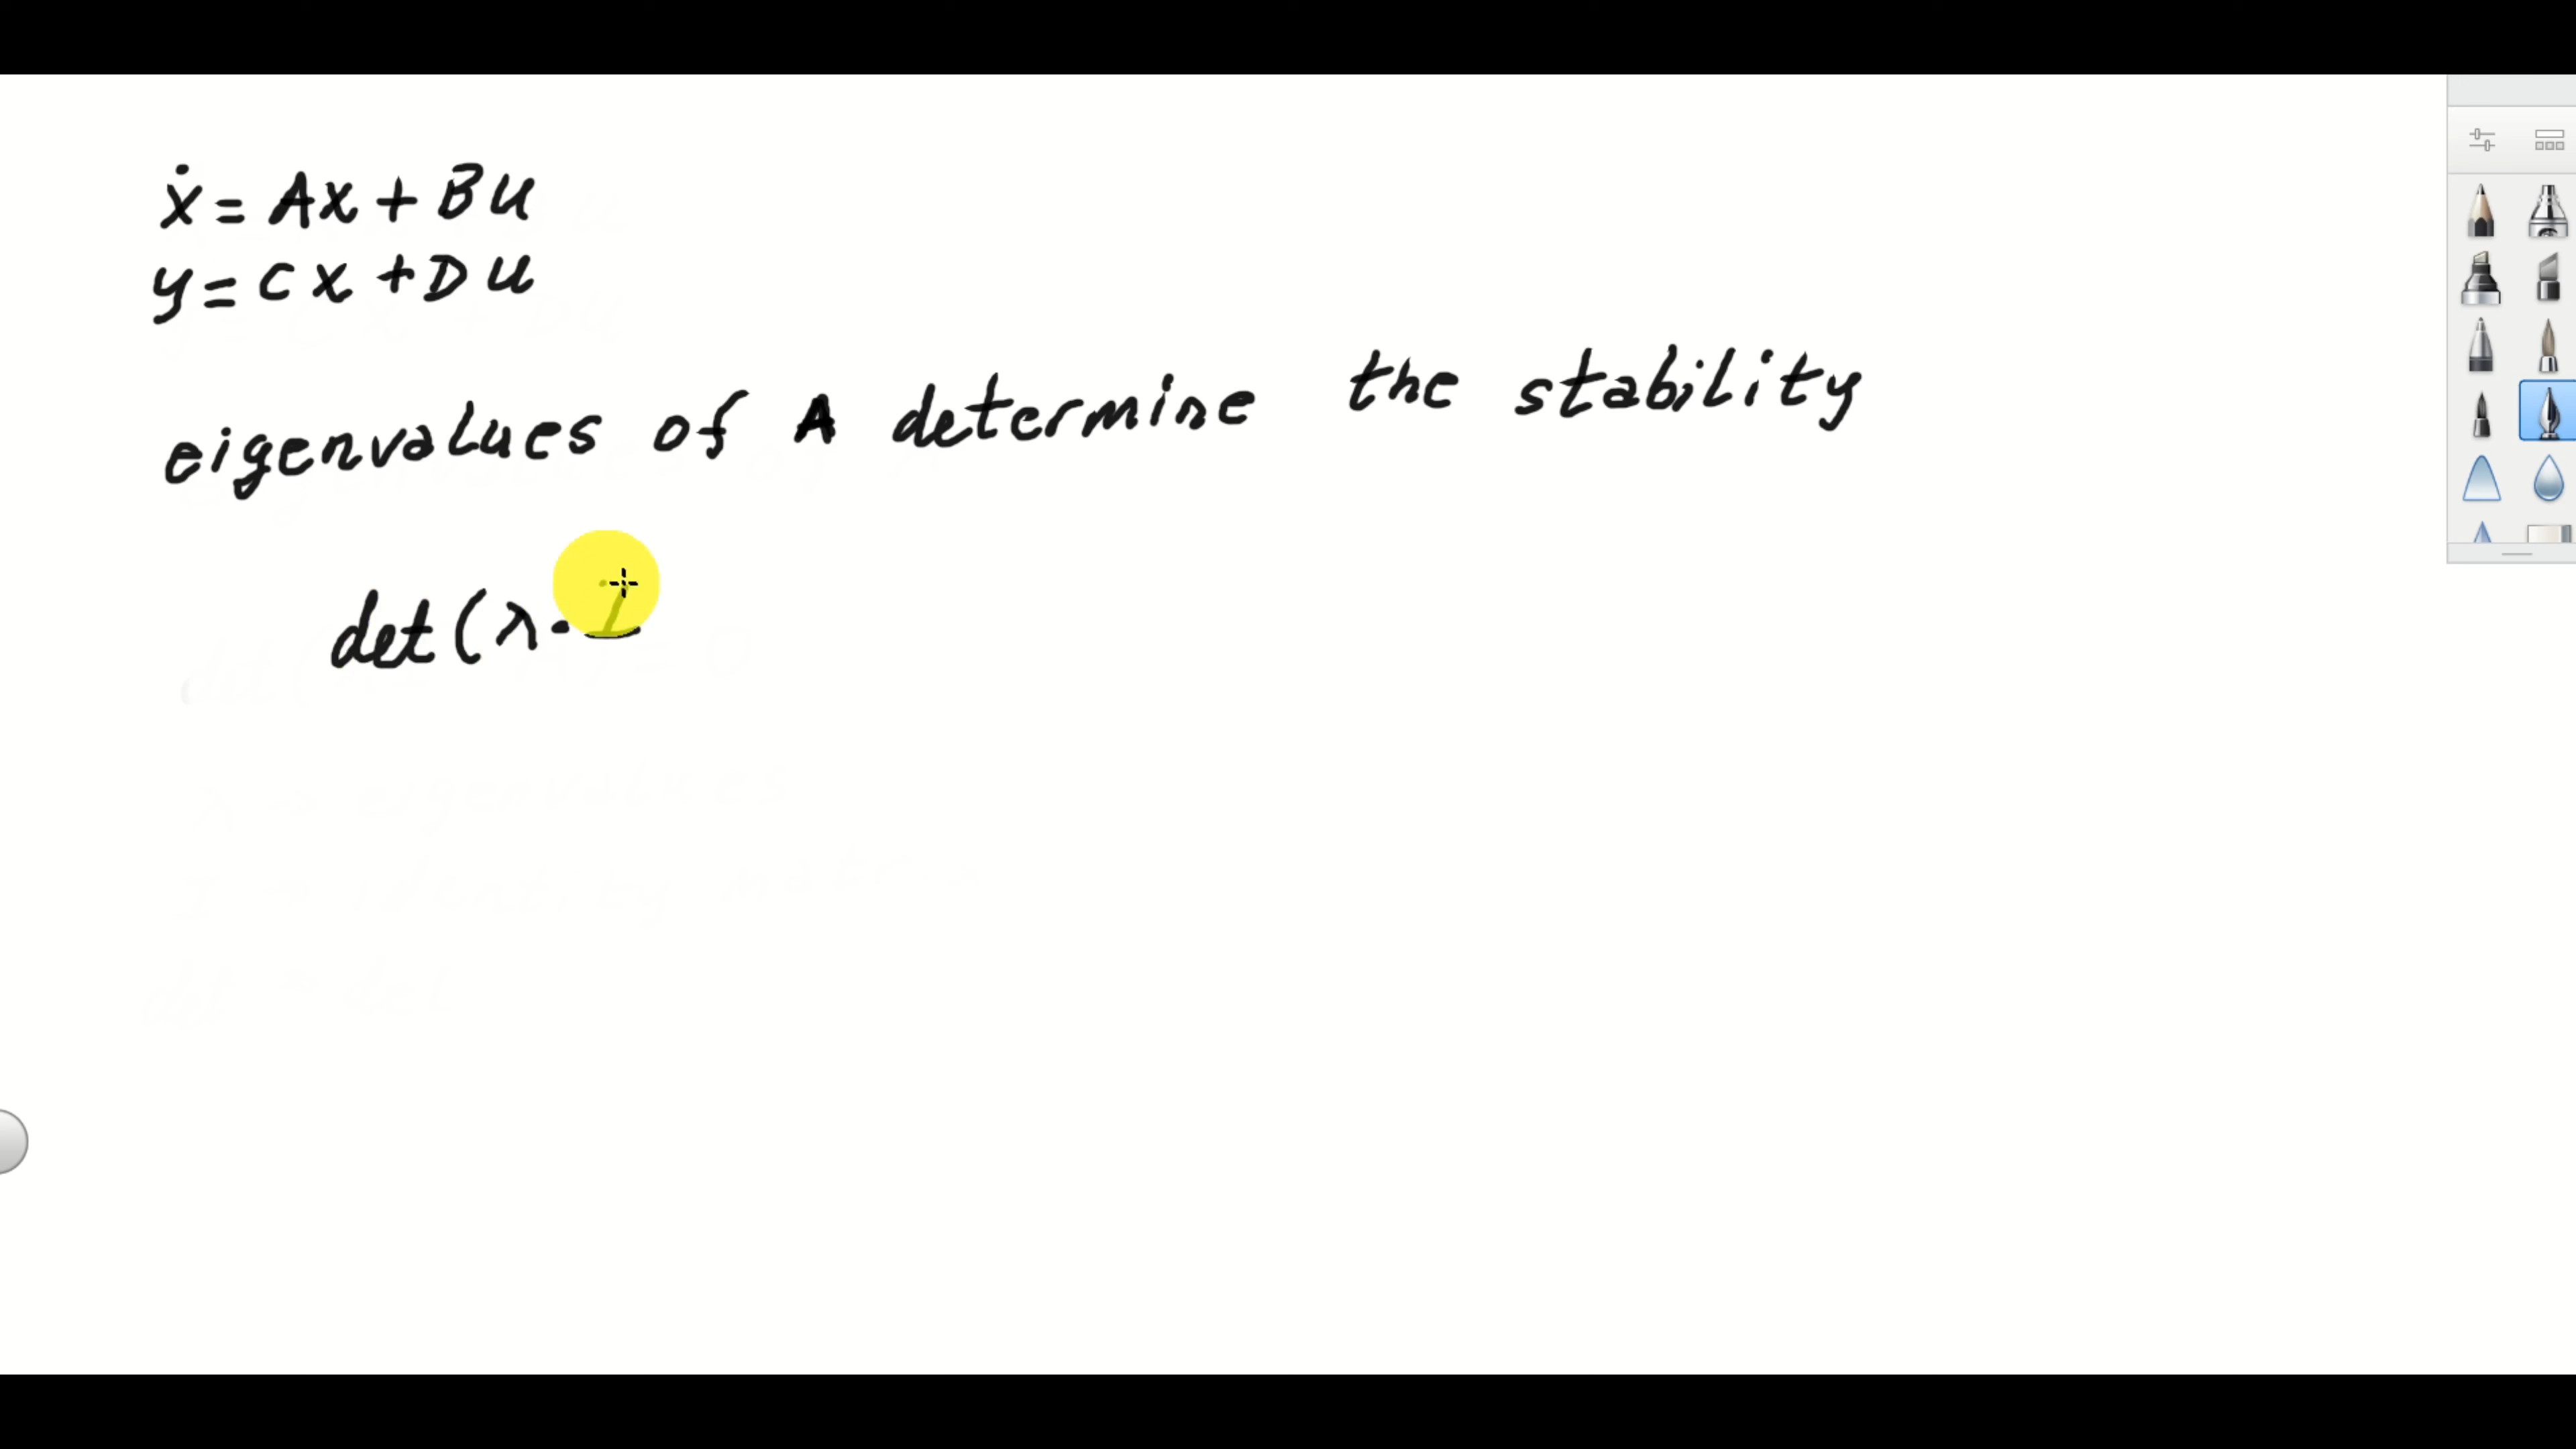 ẋ = Ax + Bu
y = Cx + Du
eigenvalues of A determine the stability
det(λ·I